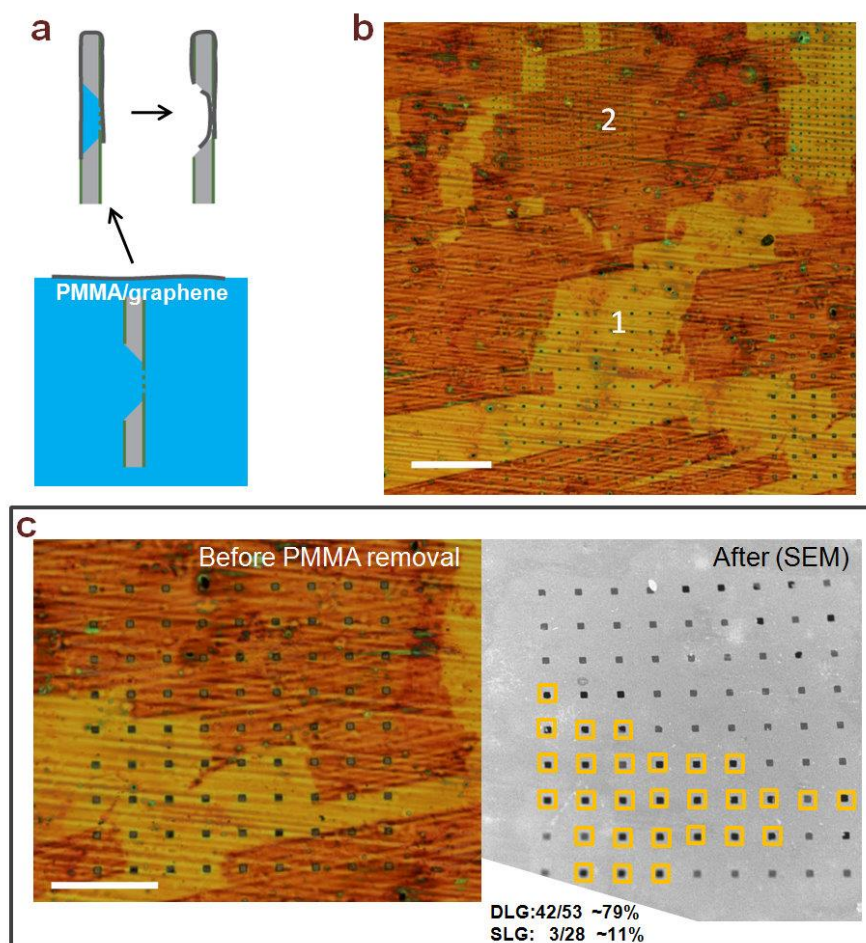 a
b
2
PMMA/graphene
1
c
Before PMMA removal
After (SEM)
DLG:42/53 ~79%
SLG: 3/28 ~11%